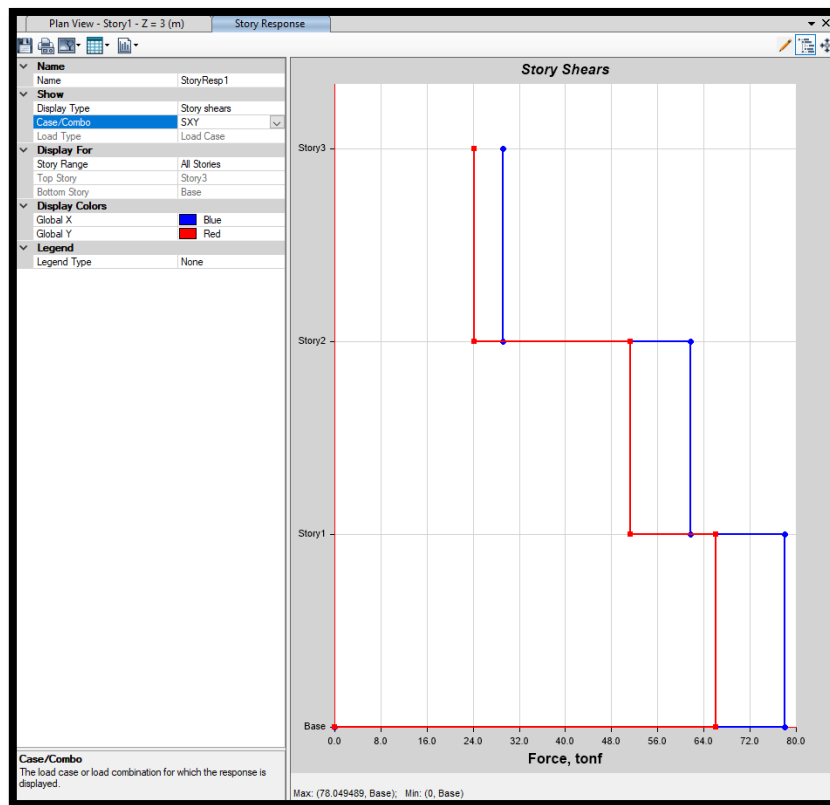 Plan View - Story1 - Z = 3 (m)
Story Response
Name
Name StoryResp1
Show
Display Type Story shears
Case/Combo SXY
Load Type Load Case
Display For
Story Range All Stories
Top Story Story3
Bottom Story Base
Display Colors
Global X Blue
Global Y Red
Legend
Legend Type None
Case/Combo
The load case or load combination for which the response is
displayed.
Story Shears
Story3
Story2
Story1
Base
0.0 8.0 16.0 24.0 32.0 40.0 48.0 56.0 64.0 72.0 80.0
Force, tonf
Max: (78.049489, Base); Min: (0, Base)